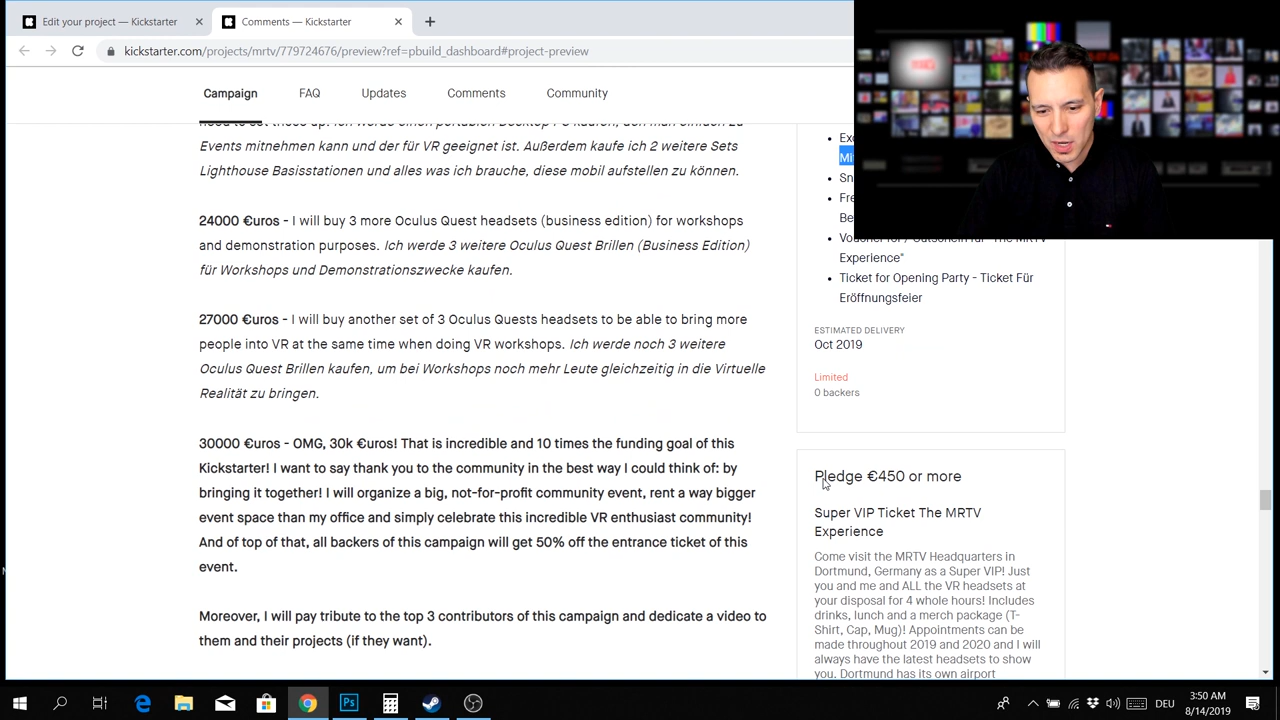 Edit your project — Kickstarter
Comments — Kickstarter
kickstarter.com/projects/mrtv/779724676/preview?ref=pbuild_dashboard#project-preview
Campaign
FAQ
Updates
Comments
Community
Events mitnehmen kann und der für VR geeignet ist. Außerdem kaufe ich 2 weitere Sets
Lighthouse Basisstationen und alles was ich brauche, diese mobil aufstellen zu können.
24000 €uros - I will buy 3 more Oculus Quest headsets (business edition) for workshops
and demonstration purposes. Ich werde 3 weitere Oculus Quest Brillen (Business Edition)
für Workshops und Demonstrationszwecke kaufen.
27000 €uros - I will buy another set of 3 Oculus Quests headsets to be able to bring more
people into VR at the same time when doing VR workshops. Ich werde noch 3 weitere
Oculus Quest Brillen kaufen, um bei Workshops noch mehr Leute gleichzeitig in die Virtuelle
Realität zu bringen.
30000 €uros - OMG, 30k €uros! That is incredible and 10 times the funding goal of this
Kickstarter! I want to say thank you to the community in the best way I could think of: by
bringing it together! I will organize a big, not-for-profit community event, rent a way bigger
event space than my office and simply celebrate this incredible VR enthusiast community!
And of top of that, all backers of this campaign will get 50% off the entrance ticket of this
event.
Moreover, I will pay tribute to the top 3 contributors of this campaign and dedicate a video to
them and their projects (if they want).
Experience"
Ticket for Opening Party - Ticket Für
Eröffnungsfeier
ESTIMATED DELIVERY
Oct 2019
Limited
0 backers
Pledge €450 or more
Super VIP Ticket The MRTV
Experience
Come visit the MRTV Headquarters in
Dortmund, Germany as a Super VIP! Just
you and me and ALL the VR headsets at
your disposal for 4 whole hours! Includes
drinks, lunch and a merch package (T-
Shirt, Cap, Mug)! Appointments can be
made throughout 2019 and 2020 and I will
always have the latest headsets to show
you. Dortmund has its own airport
DEU
3:50 AM
8/14/2019